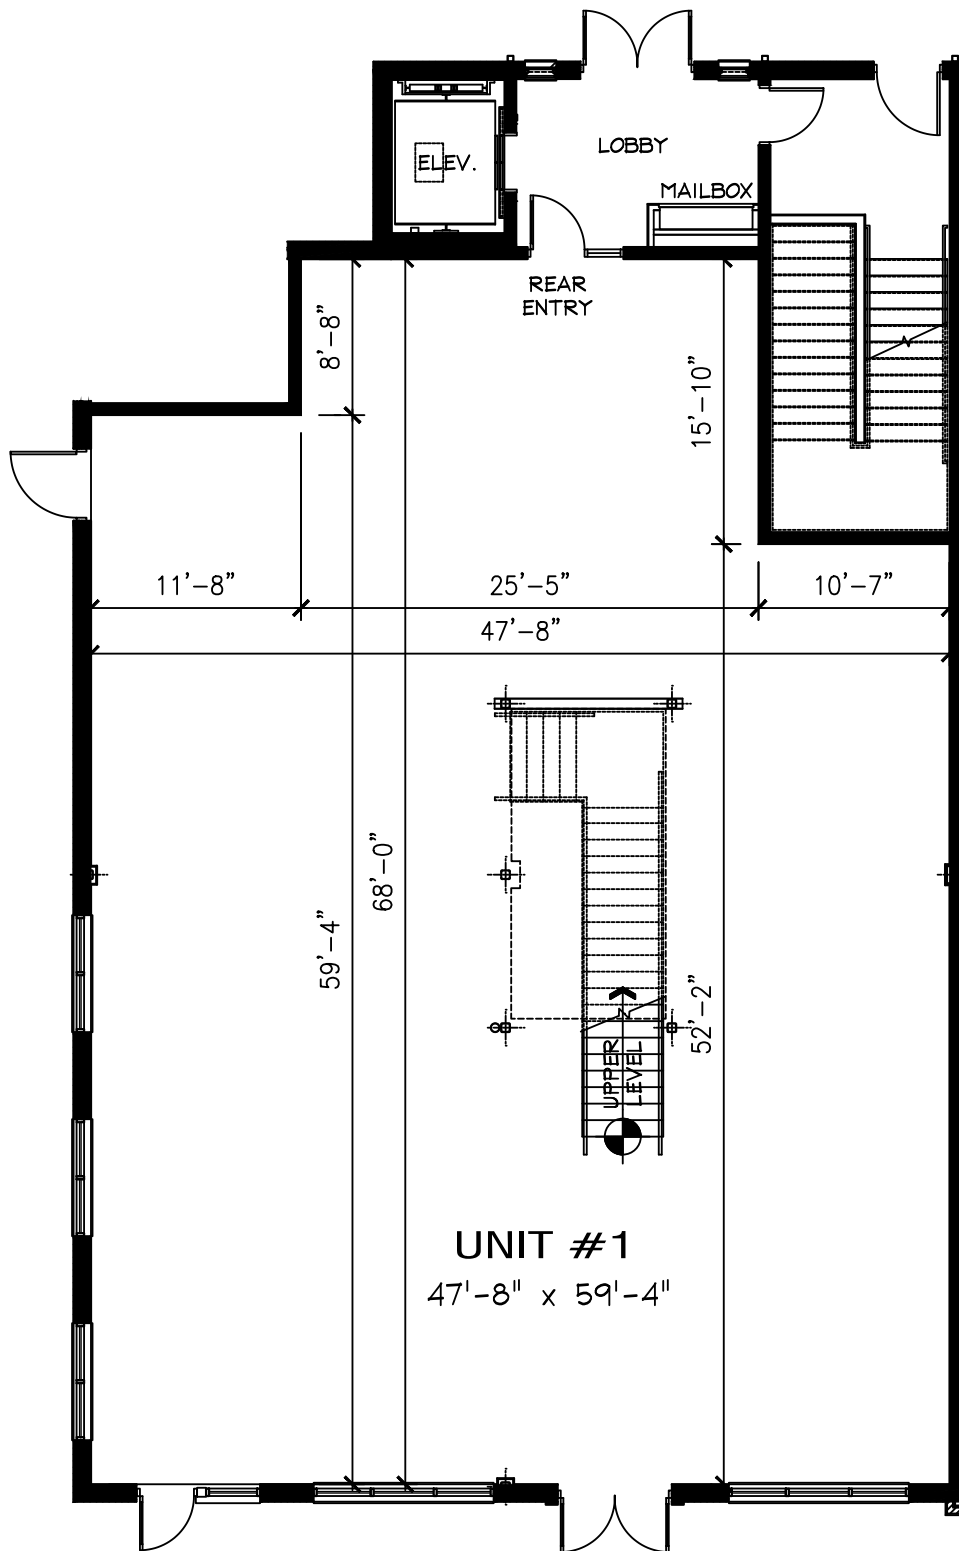 ELEV.
LOBBY
MAILBOX
REAR
ENTRY
8'-8"
15'-10"
11'-8"
25'-5"
10'-7"
47'-8"
68'-0"
59'-4"
52'-2"
UPPER
LEVEL
UNIT #1
47'-8" x 59'-4"